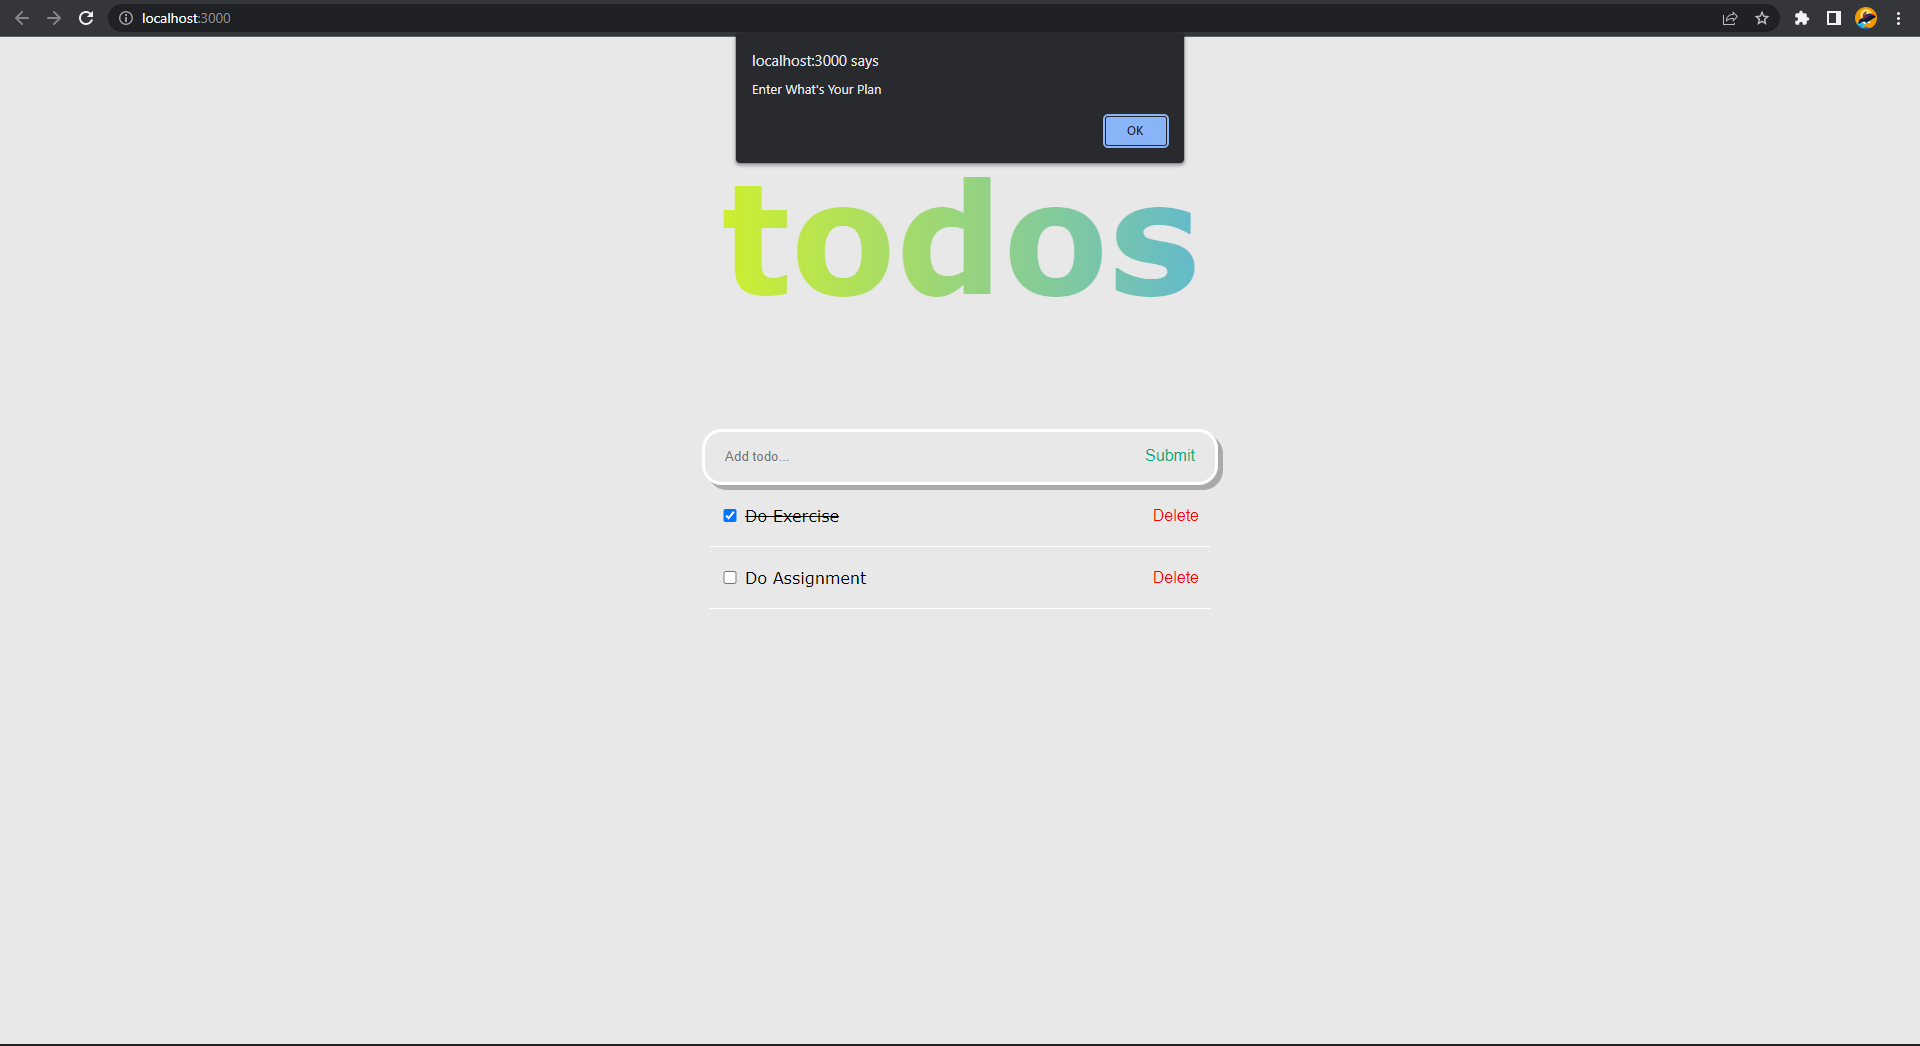 localhost:3000
localhost:3000 says
Enter What's Your Plan
OK
todos
Add todo... Submit
Do Exercise Delete
Do Assignment Delete